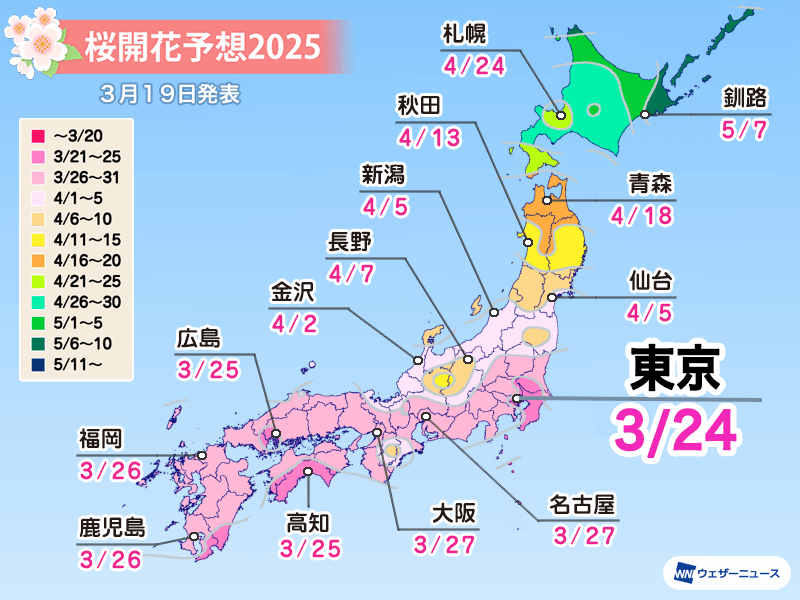 桜開花予想2025
3月19日発表
～3/20
3/21～25
3/26～31
4/1～5
4/6～10
4/11～15
4/16～20
4/21～25
4/26～30
5/1～5
5/6～10
5/11～
札幌
4/24
釧路
5/7
秋田
4/13
青森
4/18
新潟
4/5
長野
4/7
仙台
4/5
金沢
4/2
広島
3/25
東京
3/24
福岡
3/26
鹿児島
3/26
高知
3/25
大阪
3/27
名古屋
3/27
WN ウェザーニュース